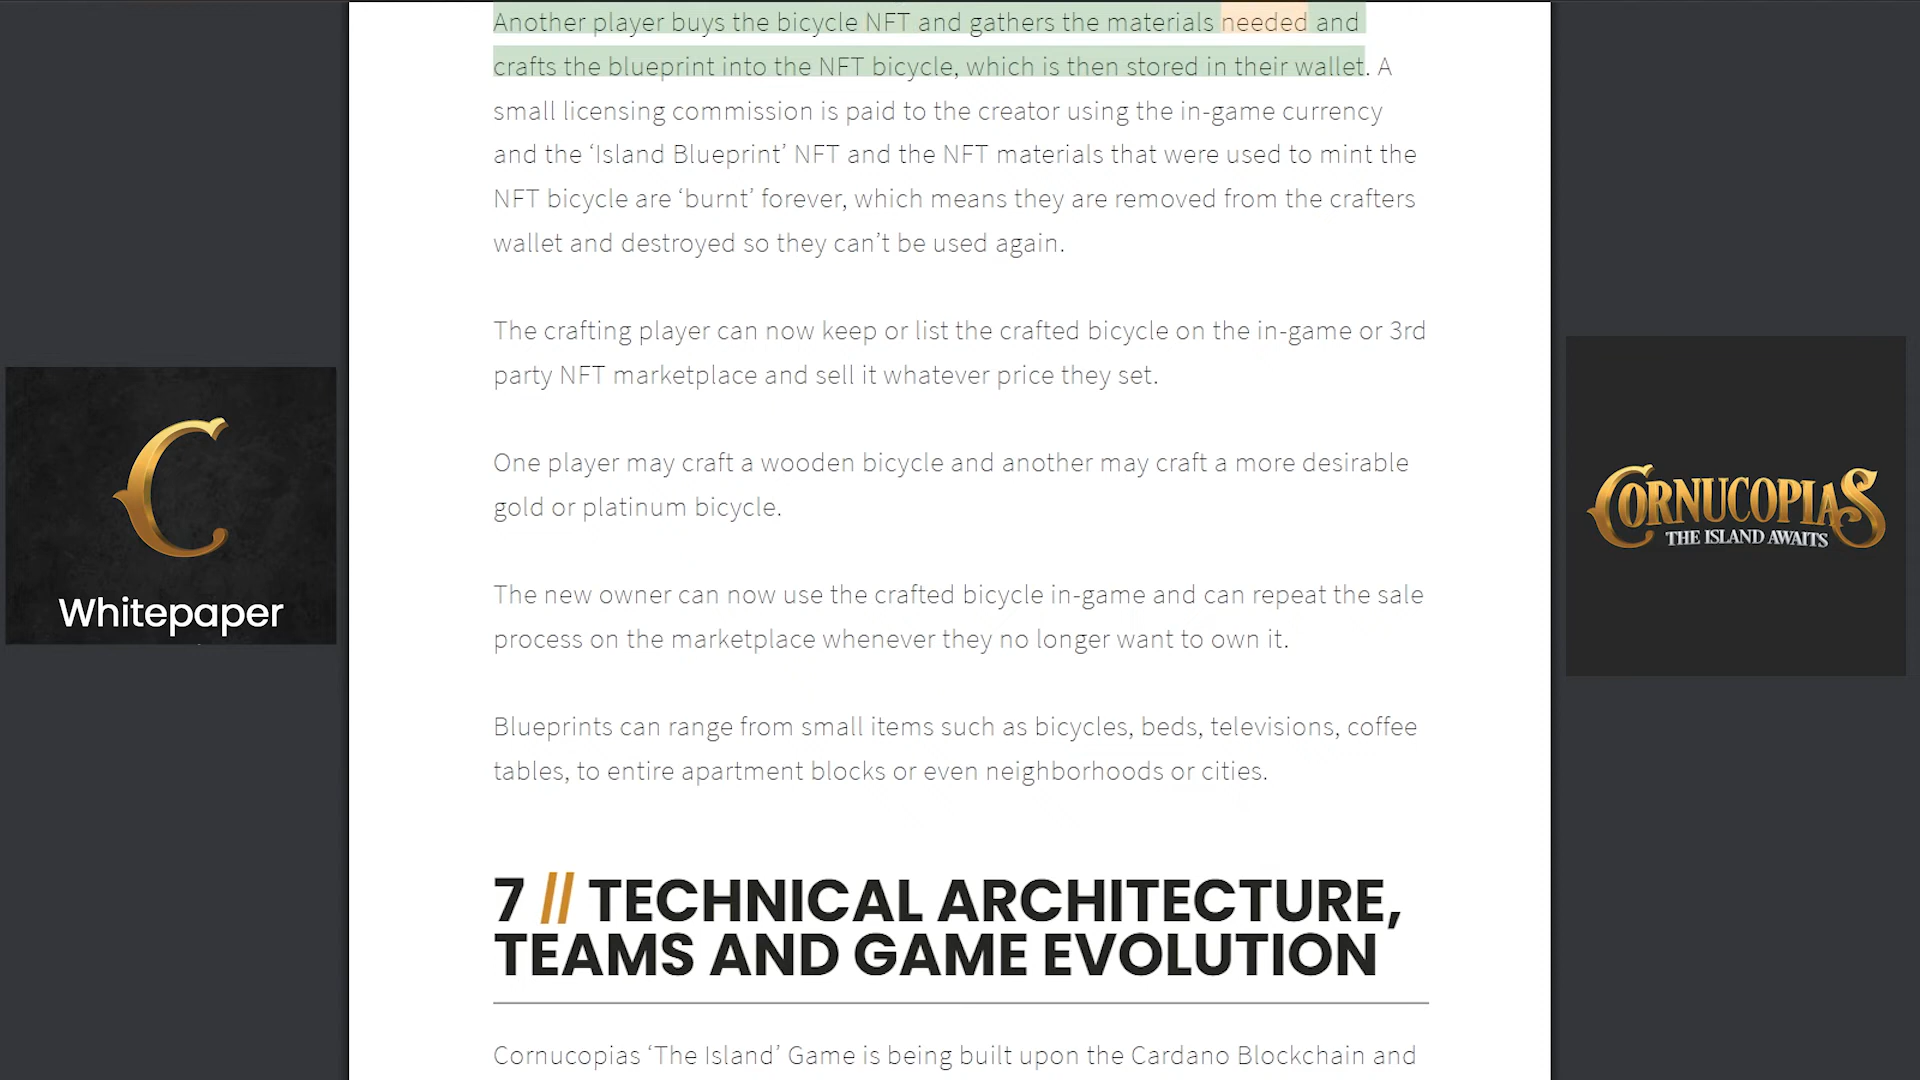 Another player buys the bicycle NFT and gathers the materials needed and
crafts the blueprint into the NFT bicycle, which is then stored in their wallet. A
small licensing commission is paid to the creator using the in-game currency
and the ‘Island Blueprint’ NFT and the NFT materials that were used to mint the
NFT bicycle are ‘burnt’ forever, which means they are removed from the crafters
wallet and destroyed so they can’t be used again.
The crafting player can now keep or list the crafted bicycle on the in-game or 3rd
party NFT marketplace and sell it whatever price they set.
One player may craft a wooden bicycle and another may craft a more desirable
gold or platinum bicycle.
The new owner can now use the crafted bicycle in-game and can repeat the sale
process on the marketplace whenever they no longer want to own it.
Blueprints can range from small items such as bicycles, beds, televisions, coffee
tables, to entire apartment blocks or even neighborhoods or cities.
7 // TECHNICAL ARCHITECTURE,
TEAMS AND GAME EVOLUTION
Cornucopias ‘The Island’ Game is being built upon the Cardano Blockchain and
C
Whitepaper
CORNUCOPIAS
THE ISLAND AWAITS